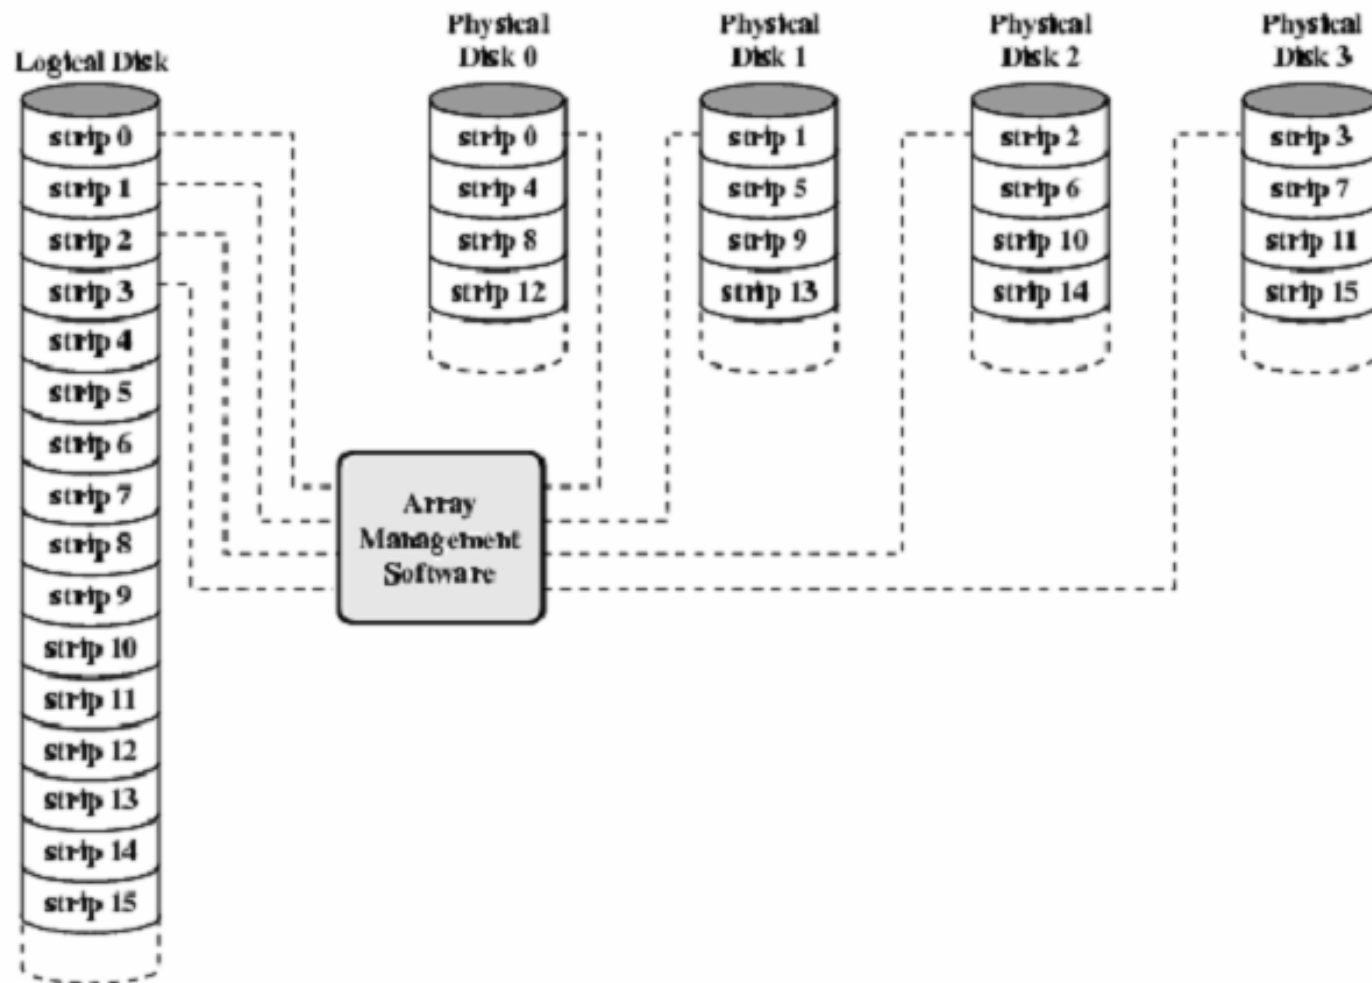 Logical Disk
strip 0
strip 1
strip 2
strip 3
strip 4
strip 5
strip 6
strip 7
strip 8
strip 9
strip 10
strip 11
strip 12
strip 13
strip 14
strip 15
Physical
Disk 0
strip 0
strip 4
strip 8
strip 12
Physical
Disk 1
strip 1
strip 5
strip 9
strip 13
Physical
Disk 2
strip 2
strip 6
strip 10
strip 14
Physical
Disk 3
strip 3
strip 7
strip 11
strip 15
Array
Management
Software